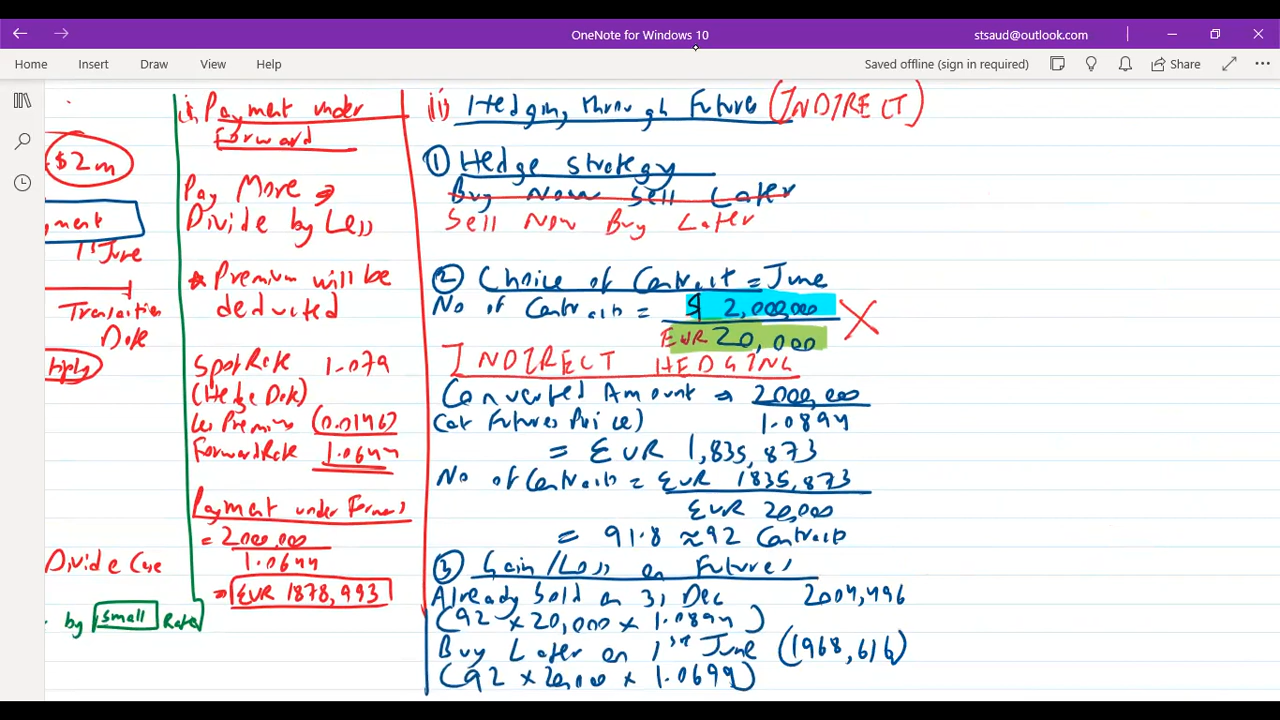 OneNote for Windows 10
stsaud@outlook.com
Home Insert Draw View Help
Saved offline (sign in required)
Share
$2m
yment
1st June
Transaction
Date
Divide Case
by small Rate
ii) Payment under
Forward
Pay More →
Divide by Less
* Premium will be
deducted
Spot Rate 1.079
(Hedge Date)
Les Premium (0.0146)
Forward Rate 1.0644
Payment under Forward
= 2000,000
1.0644
= EUR 1878,993
iii) Hedging through Future (INDIRECT)
① Hedge Strategy
Buy Now Sell Later
Sell Now Buy Later
② Choice of Contract = June
No of Contracts = $ 2,000,000
EUR 20,000
INDIRECT HEDGING
Converted Amount → 2000,000
(at Futures Price) 1.0894
= EUR 1,835,873
No of Contracts = EUR 1835,873
EUR 20,000
= 91.8 ≈ 92 Contracts
③ Gain/Loss on Futures
Already Sold on 31 Dec 2004,496
(92 × 20,000 × 1.0894)
Buy Later on 1st June (1968,616)
(92 × 20,000 × 1.0699)